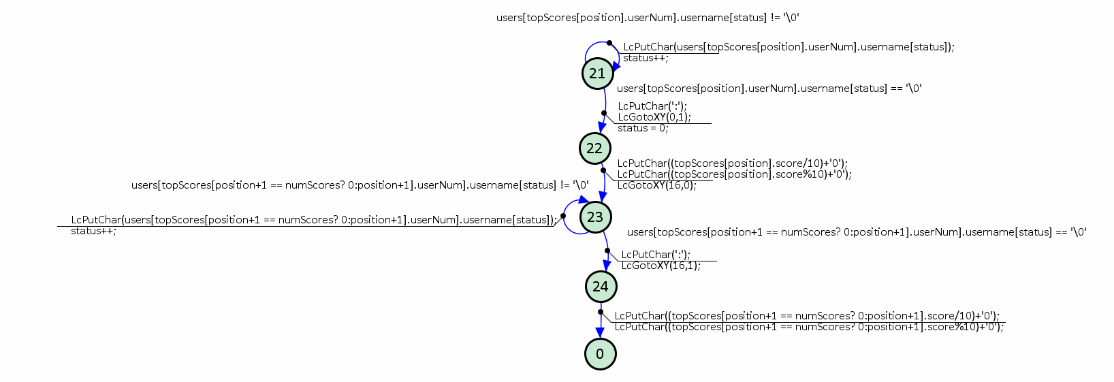 users[topScores[position].userNum].username[status] != '\0'
LcPutChar(users[topScores[position].userNum].username[status]);
status++;
21
users[topScores[position].userNum].username[status] == '\0'
LcPutChar(':');
LcGotoXY(0,1);
status = 0;
22
LcPutChar((topScores[position].score/10)+'0');
LcPutChar((topScores[position].score%10)+'0');
LcGotoXY(16,0);
users[topScores[position+1 == numScores? 0:position+1].userNum].username[status] != '\0'
23
LcPutChar(users[topScores[position+1 == numScores? 0:position+1].userNum].username[status]);
status++;
users[topScores[position+1 == numScores? 0:position+1].userNum].username[status] == '\0'
LcPutChar(':');
LcGotoXY(16,1);
24
LcPutChar((topScores[position+1 == numScores? 0:position+1].score/10)+'0');
LcPutChar((topScores[position+1 == numScores? 0:position+1].score%10)+'0');
0